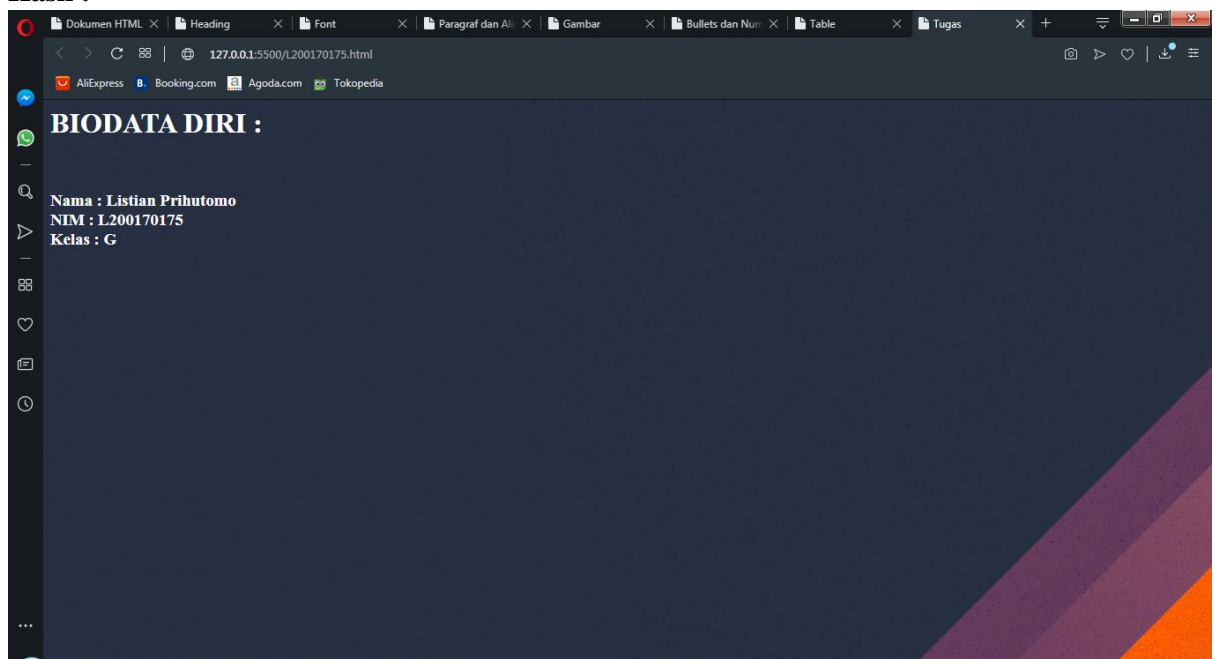 Dokumen HTML Heading Font Paragraf dan Ali Gambar Bullets dan Num Table Tugas
127.0.0.1:5500/L200170175.html
AliExpress B. Booking.com a Agoda.com Tokopedia
BIODATA DIRI :
Nama : Listian Prihutomo
NIM : L200170175
Kelas : G